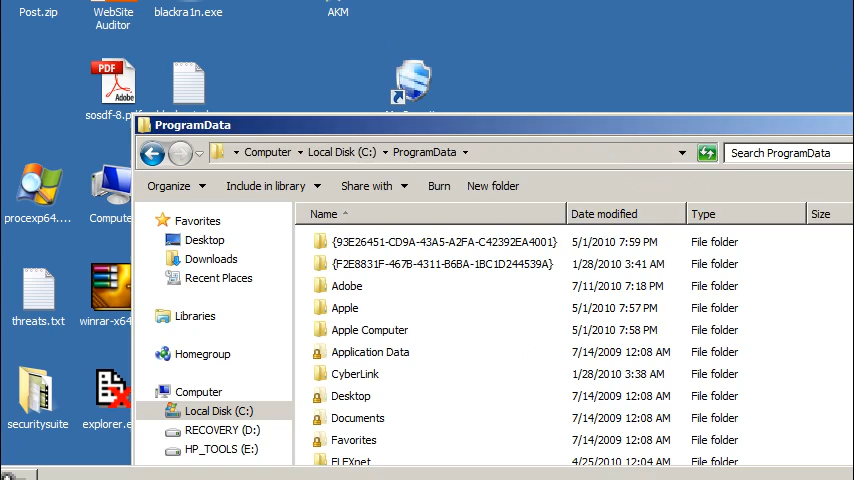 Post.zip
WebSite
Auditor
blackra1n.exe
AKM
PDF
Adobe
sosdf-8.pdf
procexp64....
Compute
threats.txt
winrar-x64
securitysuite
explorer.e
ProgramData
Computer
Local Disk (C:)
ProgramData
Search ProgramData
Organize
Include in library
Share with
Burn
New folder
Favorites
Desktop
Downloads
Recent Places
Libraries
Homegroup
Computer
Local Disk (C:)
RECOVERY (D:)
HP_TOOLS (E:)
Name Date modified Type Size
{93E26451-CD9A-43A5-A2FA-C42392EA4001} 5/1/2010 7:59 PM File folder
{F2E8831F-467B-4311-B6BA-1BC1D244539A} 1/28/2010 3:41 AM File folder
Adobe 7/11/2010 7:18 PM File folder
Apple 5/1/2010 7:57 PM File folder
Apple Computer 5/1/2010 7:58 PM File folder
Application Data 7/14/2009 12:08 AM File folder
CyberLink 1/28/2010 3:38 AM File folder
Desktop 7/14/2009 12:08 AM File folder
Documents 7/14/2009 12:08 AM File folder
Favorites 7/14/2009 12:08 AM File folder
FLEXnet 4/25/2010 12:04 AM File folder